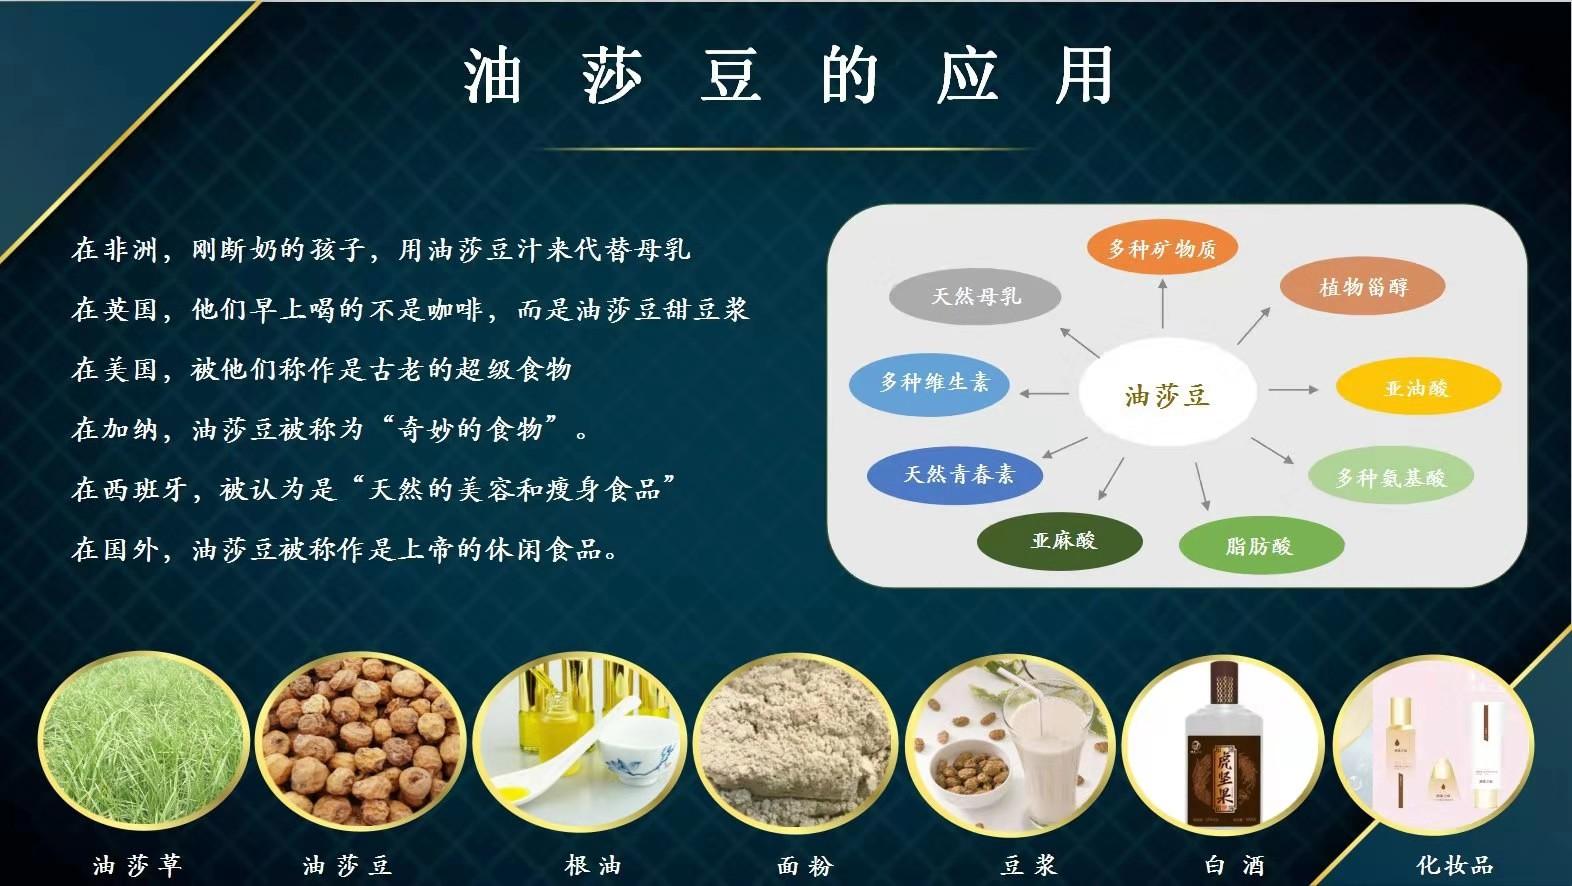 油莎豆的应用
在非洲，刚断奶的孩子，用油莎豆汁来代替母乳
在英国，他们早上喝的不是咖啡，而是油莎豆甜豆浆
在美国，被他们称作是古老的超级食物
在加纳，油莎豆被称为“奇妙的食物”。
在西班牙，被认为是“天然的美容和瘦身食品”
在国外，油莎豆被称作是上帝的休闲食品。
多种矿物质
天然母乳
植物甾醇
多种维生素
油莎豆
亚油酸
天然青春素
多种氨基酸
亚麻酸
脂肪酸
虎坚果
油莎草
油莎豆
根油
面粉
豆浆
白酒
化妆品